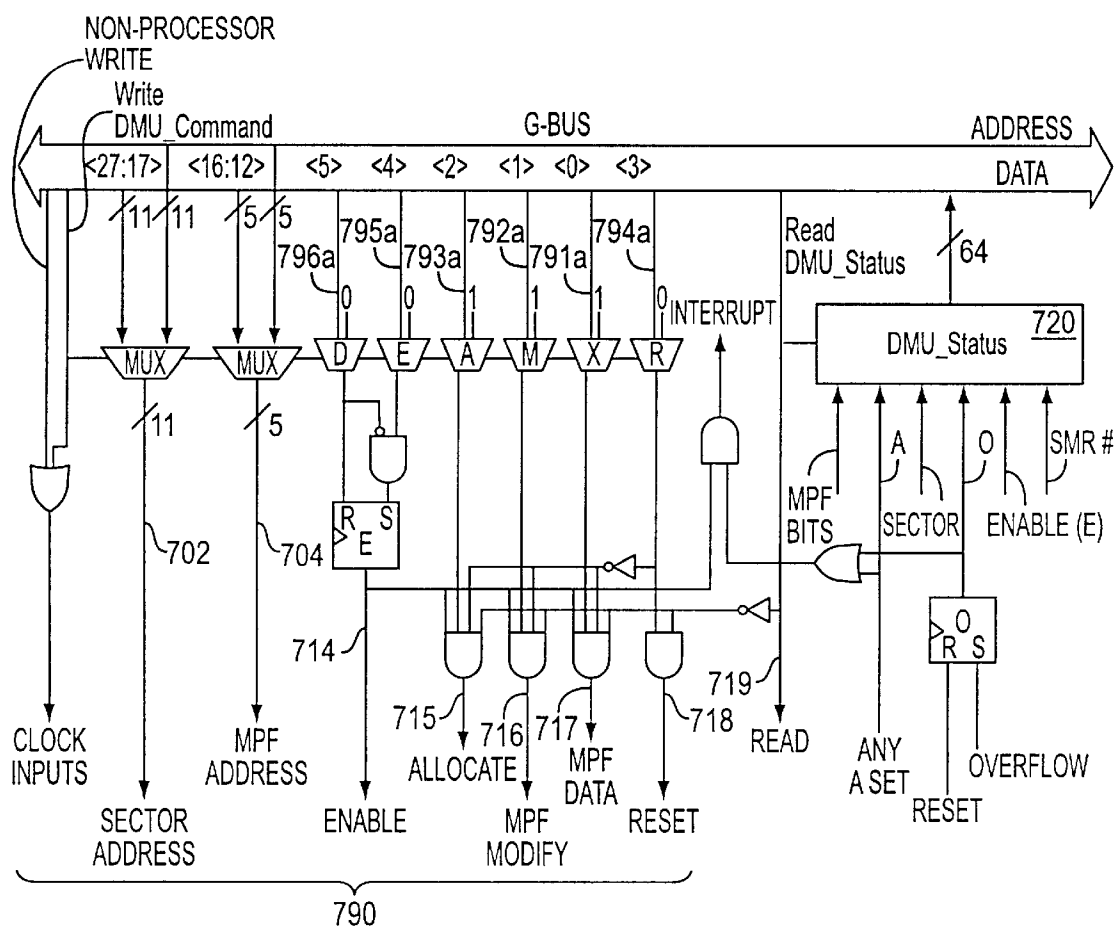 NON-PROCESSOR
WRITE
Write
DMU_Command
G-BUS
ADDRESS
<27:17>
<16:12>
<5>
<4>
<2>
<1>
<0>
<3>
DATA
11
11
5
5
796a
795a
793a
792a
791a
794a
Read
DMU_Status
64
0
0
1
1
1
0
INTERRUPT
720
DMU_Status
MUX
MUX
D
E
A
M
X
R
11
5
MPF
BITS
A
SECTOR
O
ENABLE (E)
SMR #
R
S
E
702
704
714
715
716
717
718
719
O
R
S
CLOCK
INPUTS
SECTOR
ADDRESS
MPF
ADDRESS
ENABLE
ALLOCATE
MPF
MODIFY
MPF
DATA
RESET
READ
ANY
A SET
RESET
OVERFLOW
790